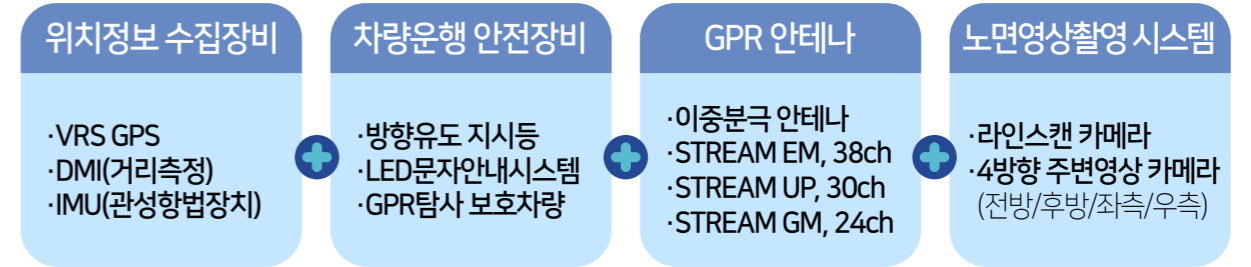 위치정보 수집장비
·VRS GPS
·DMI(거리측정)
·IMU(관성항법장치)
차량운행 안전장비
·방향유도 지시등
·LED문자안내시스템
·GPR탐사 보호차량
GPR 안테나
·이중분극 안테나
·STREAM EM, 38ch
·STREAM UP, 30ch
·STREAM GM, 24ch
노면영상촬영 시스템
·라인스캔 카메라
·4방향 주변영상 카메라
(전방/후방/좌측/우측)